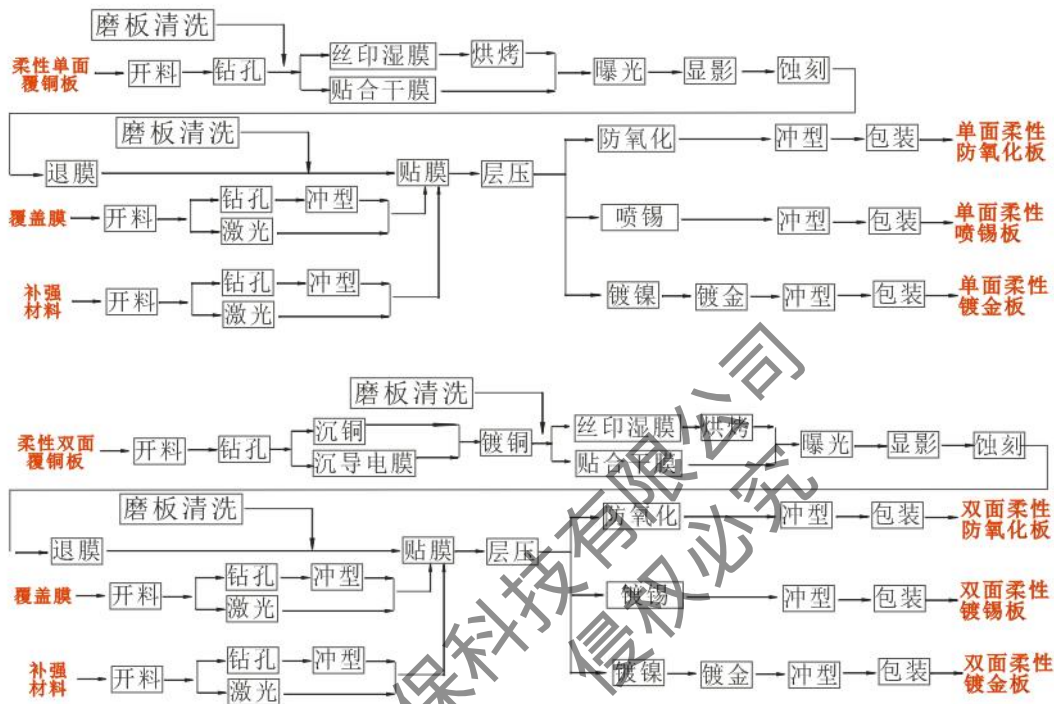 磨板清洗
柔性单面
覆铜板
开料
钻孔
丝印湿膜
烘烤
贴合干膜
曝光
显影
蚀刻
磨板清洗
退膜
贴膜
层压
防氧化
冲型
包装
单面柔性
防氧化板
覆盖膜
开料
钻孔
冲型
激光
喷锡
冲型
包装
单面柔性
喷锡板
补强
材料
开料
钻孔
冲型
激光
镀镍
镀金
冲型
包装
单面柔性
镀金板
磨板清洗
柔性双面
覆铜板
开料
钻孔
沉铜
沉导电膜
镀铜
丝印湿膜
烘烤
贴合干膜
曝光
显影
蚀刻
磨板清洗
退膜
贴膜
层压
防氧化
冲型
包装
双面柔性
防氧化板
覆盖膜
开料
钻孔
冲型
激光
镀锡
冲型
包装
双面柔性
镀锡板
补强
材料
开料
钻孔
冲型
激光
镀镍
镀金
冲型
包装
双面柔性
镀金板
保科技有限公司
侵权必究